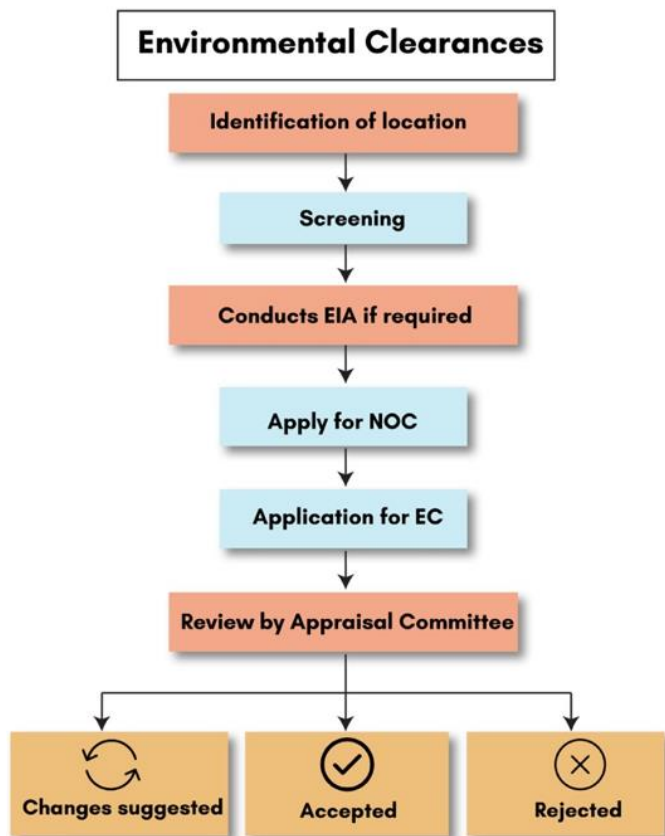 Environmental Clearances
Identification of location
Screening
Conducts EIA if required
Apply for NOC
Application for EC
Review by Appraisal Committee
Changes suggested
Accepted
Rejected